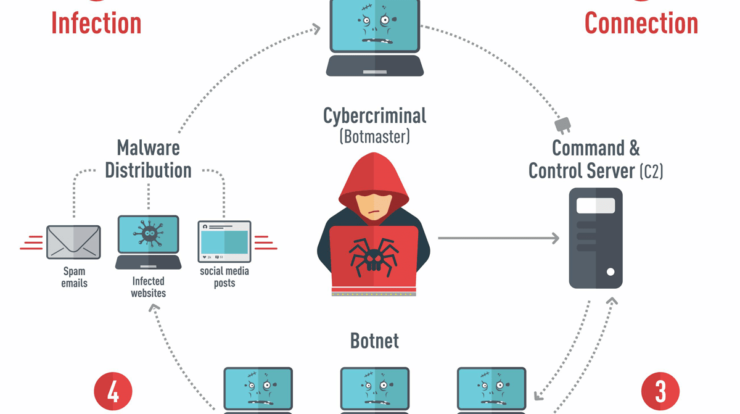 Infection
Connection
Cybercriminal
(Botmaster)
Malware
Distribution
Command &
Control Server (C2)
Spam
emails
Infected
websites
social media
posts
Botnet
4
3